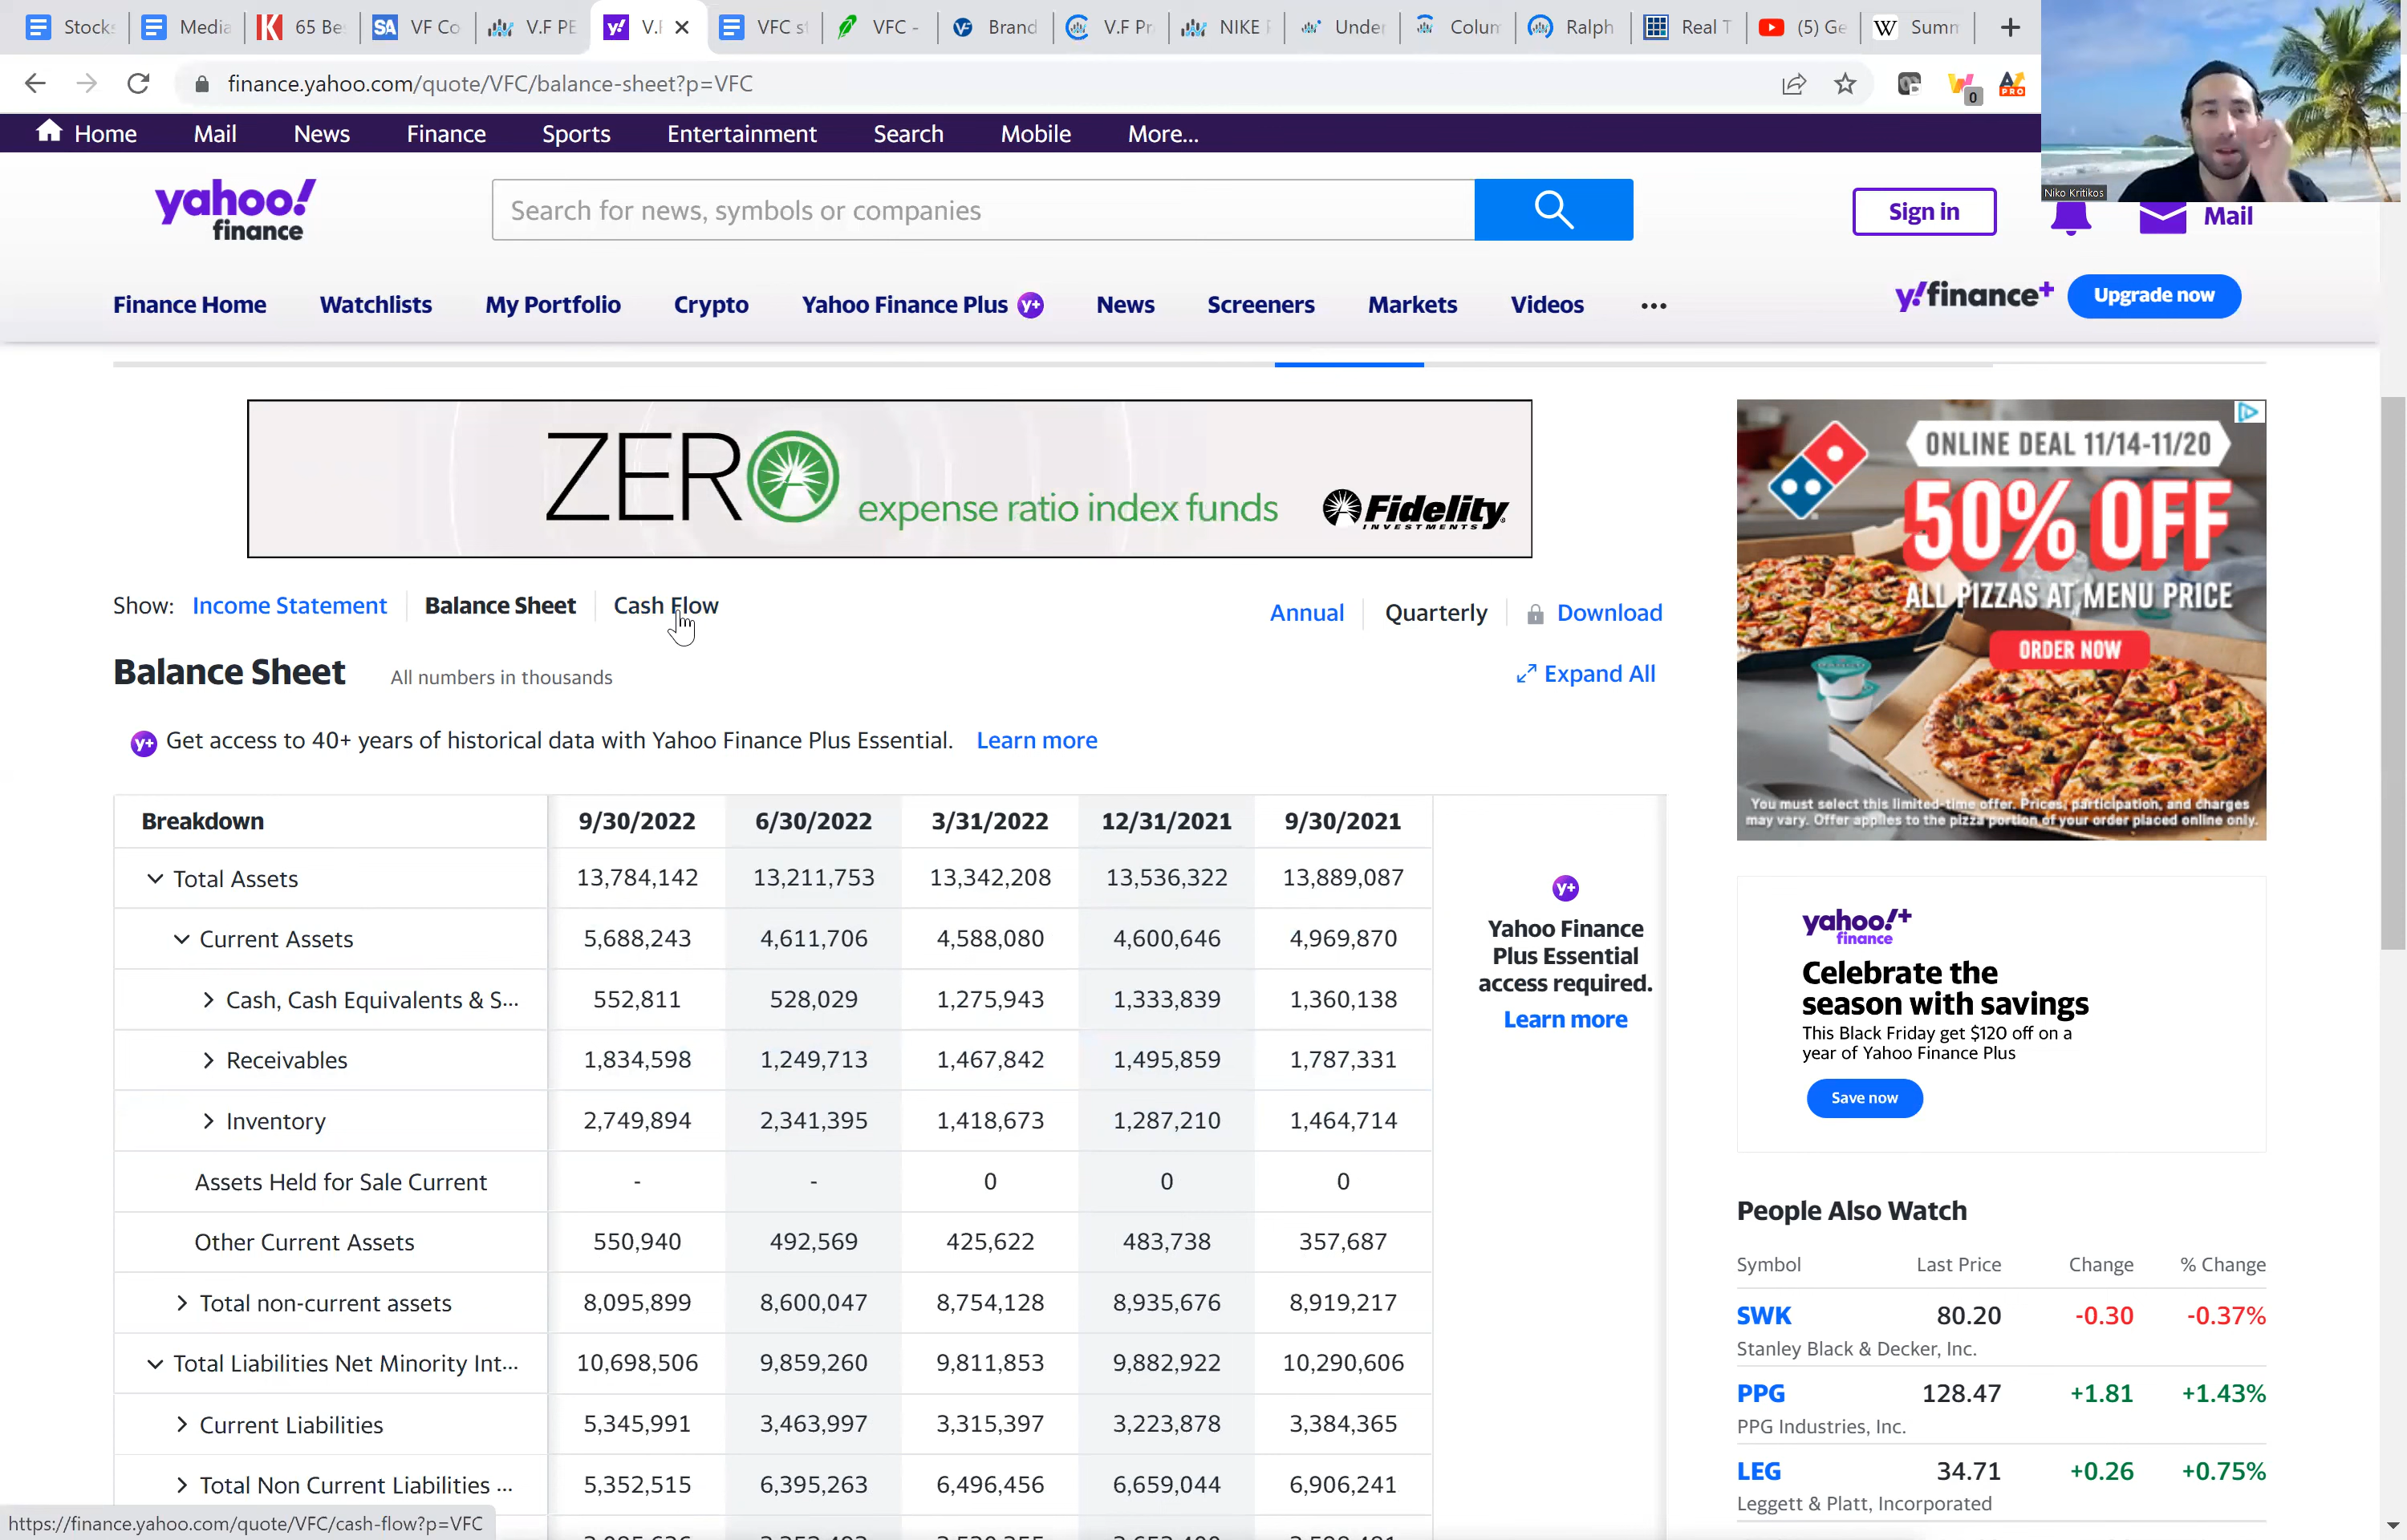 Stocks
Media
65 Be
VF Co
V.F PE
V.F
VFC s
VFC -
Brand
V.F Pr
NIKE
Under
Colum
Ralph
Real T
(5) Ge
Summ
finance.yahoo.com/quote/VFC/balance-sheet?p=VFC
0
PRO
Niko Kritikos
Home Mail News Finance Sports Entertainment Search Mobile More...
yahoo!
finance
Search for news, symbols or companies
Sign in
Mail
Finance Home Watchlists My Portfolio Crypto Yahoo Finance Plus y+ News Screeners Markets Videos •••
y!finance+
Upgrade now
ZERO expense ratio index funds
Fidelity
INVESTMENTS
ONLINE DEAL 11/14-11/20
50% OFF
ALL PIZZAS AT MENU PRICE
ORDER NOW
You must select this limited-time offer. Prices, participation, and charges
may vary. Offer applies to the pizza portion of your order placed online only.
Show: Income Statement Balance Sheet Cash Flow
Annual Quarterly Download
Balance Sheet All numbers in thousands
Expand All
y+ Get access to 40+ years of historical data with Yahoo Finance Plus Essential. Learn more
Breakdown 9/30/2022 6/30/2022 3/31/2022 12/31/2021 9/30/2021
Total Assets 13,784,142 13,211,753 13,342,208 13,536,322 13,889,087
Current Assets 5,688,243 4,611,706 4,588,080 4,600,646 4,969,870
Cash, Cash Equivalents & S... 552,811 528,029 1,275,943 1,333,839 1,360,138
Receivables 1,834,598 1,249,713 1,467,842 1,495,859 1,787,331
Inventory 2,749,894 2,341,395 1,418,673 1,287,210 1,464,714
Assets Held for Sale Current - - 0 0 0
Other Current Assets 550,940 492,569 425,622 483,738 357,687
Total non-current assets 8,095,899 8,600,047 8,754,128 8,935,676 8,919,217
Total Liabilities Net Minority Int... 10,698,506 9,859,260 9,811,853 9,882,922 10,290,606
Current Liabilities 5,345,991 3,463,997 3,315,397 3,223,878 3,384,365
Total Non Current Liabilities ... 5,352,515 6,395,263 6,496,456 6,659,044 6,906,241
y+
Yahoo Finance
Plus Essential
access required.
Learn more
yahoo!+
finance
Celebrate the
season with savings
This Black Friday get $120 off on a
year of Yahoo Finance Plus
Save now
People Also Watch
Symbol Last Price Change % Change
SWK 80.20 -0.30 -0.37%
Stanley Black & Decker, Inc.
PPG 128.47 +1.81 +1.43%
PPG Industries, Inc.
LEG 34.71 +0.26 +0.75%
Leggett & Platt, Incorporated
https://finance.yahoo.com/quote/VFC/cash-flow?p=VFC